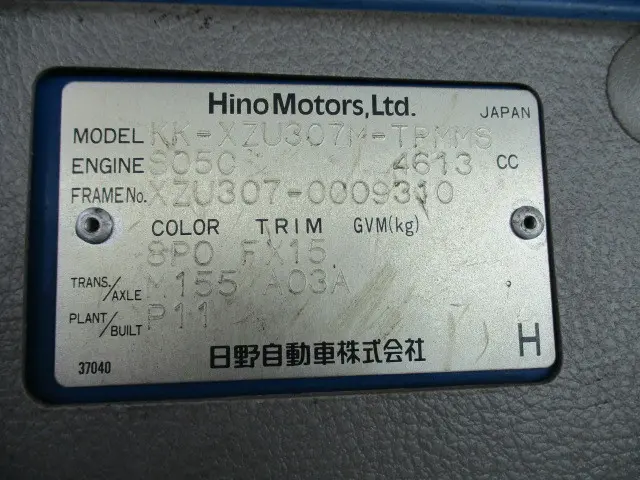 Hino Motors, Ltd. JAPAN
MODEL KK-XZU307M-TPMMS
ENGINE S05C 4613 CC
FRAME No. XZU307-0009310
COLOR TRIM GVM(kg)
8P0 FX15
TRANS./AXLE M155 A03A
PLANT/BUILT P11
日野自動車株式会社 H
37040